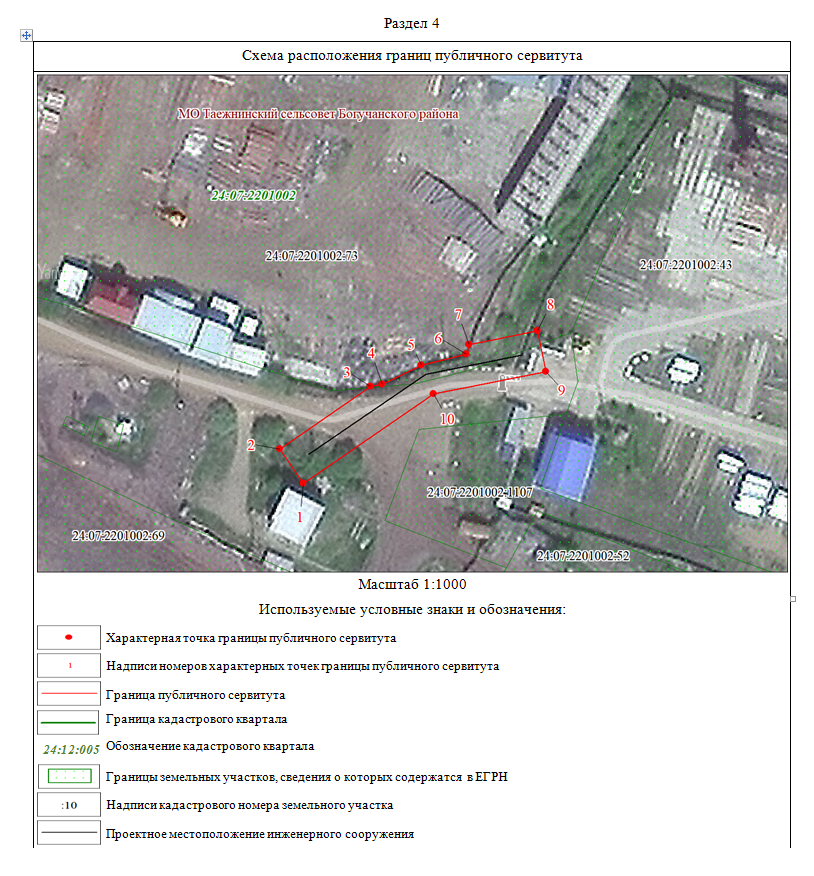 Раздел 4
Схема расположения границ публичного сервитута
МО Таежнинский сельсовет Богучанского района
24:07:2201002
24:07:2201002:73
24:07:2201002:43
8
7
6
5
4
3
9
10
2
24:07:2201002:1107
1
24:07:2201002:69
24:07:2201002:52
Масштаб 1:1000
Используемые условные знаки и обозначения:
Характерная точка границы публичного сервитута
1 Надписи номеров характерных точек границы публичного сервитута
Граница публичного сервитута
Граница кадастрового квартала
24:12:005 Обозначение кадастрового квартала
Границы земельных участков, сведения о которых содержатся в ЕГРН
:10 Надписи кадастрового номера земельного участка
Проектное местоположение инженерного сооружения